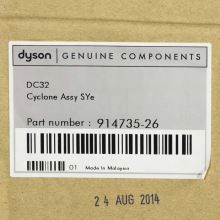 dyson GENUINE COMPONENTS
DC32
Cyclone Assy SYe
Part number : 914735-26
01 Made In Malaysia
24 AUG 2014